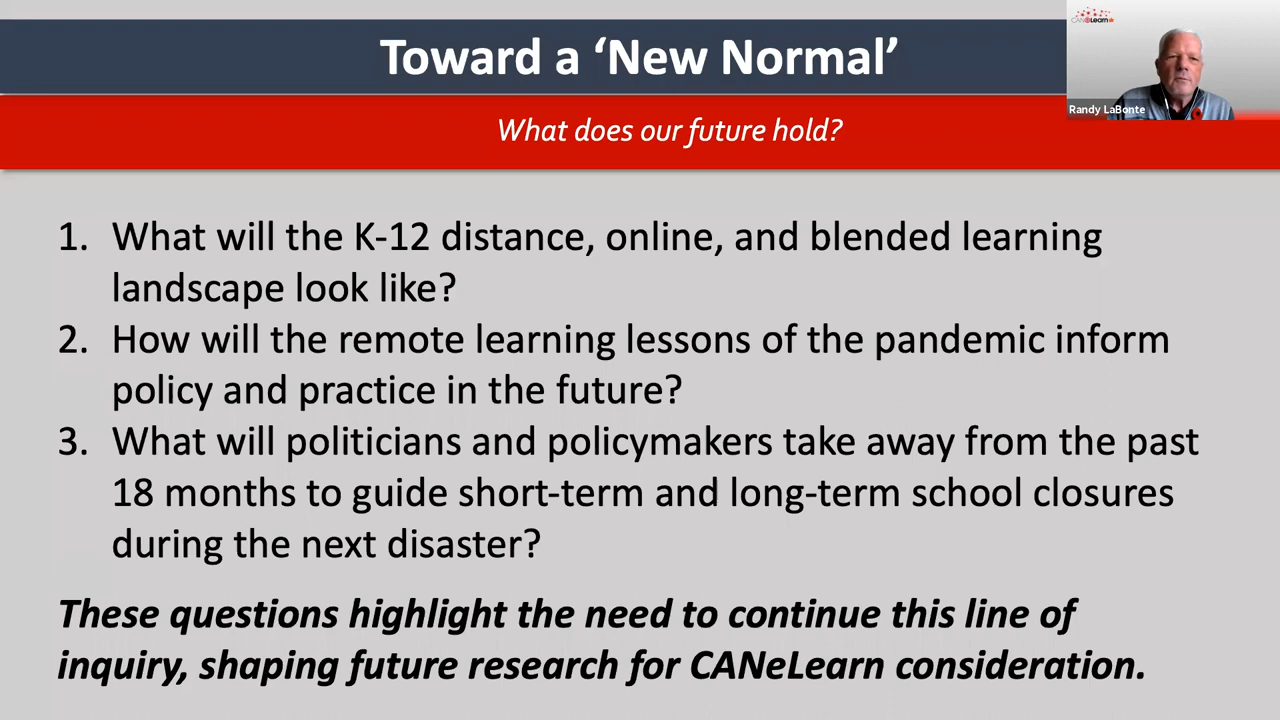 Toward a ‘New Normal’
CANeLearn
Randy LaBonte
What does our future hold?
1. What will the K-12 distance, online, and blended learning
landscape look like?
2. How will the remote learning lessons of the pandemic inform
policy and practice in the future?
3. What will politicians and policymakers take away from the past
18 months to guide short-term and long-term school closures
during the next disaster?
These questions highlight the need to continue this line of
inquiry, shaping future research for CANeLearn consideration.